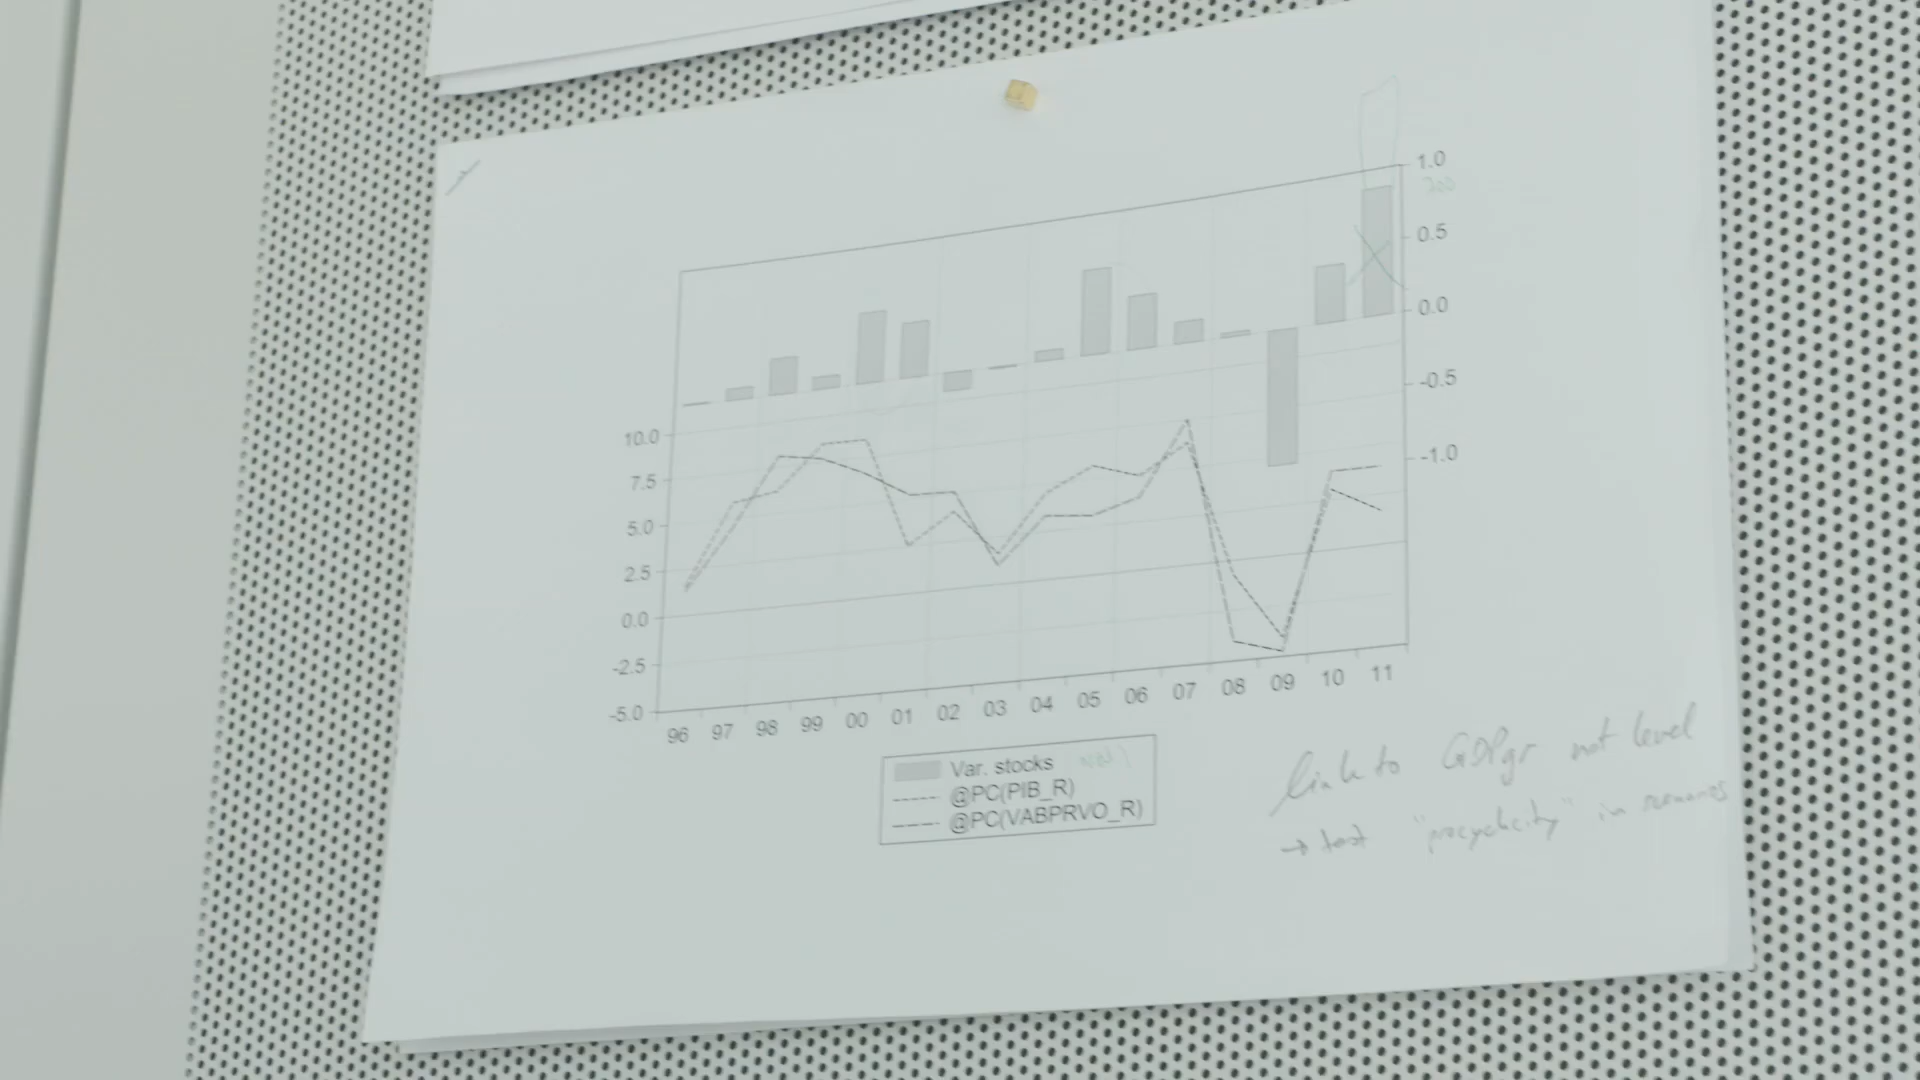 1.0
0.5
0.0
-0.5
-1.0
10.0
7.5
5.0
2.5
0.0
-2.5
-5.0
96 97 98 99 00 01 02 03 04 05 06 07 08 09 10 11
Var. stocks
@PC(PIB_R)
@PC(VABPRVO_R)
link to GDPgr not level
→ test "procyclicity" in scenarios